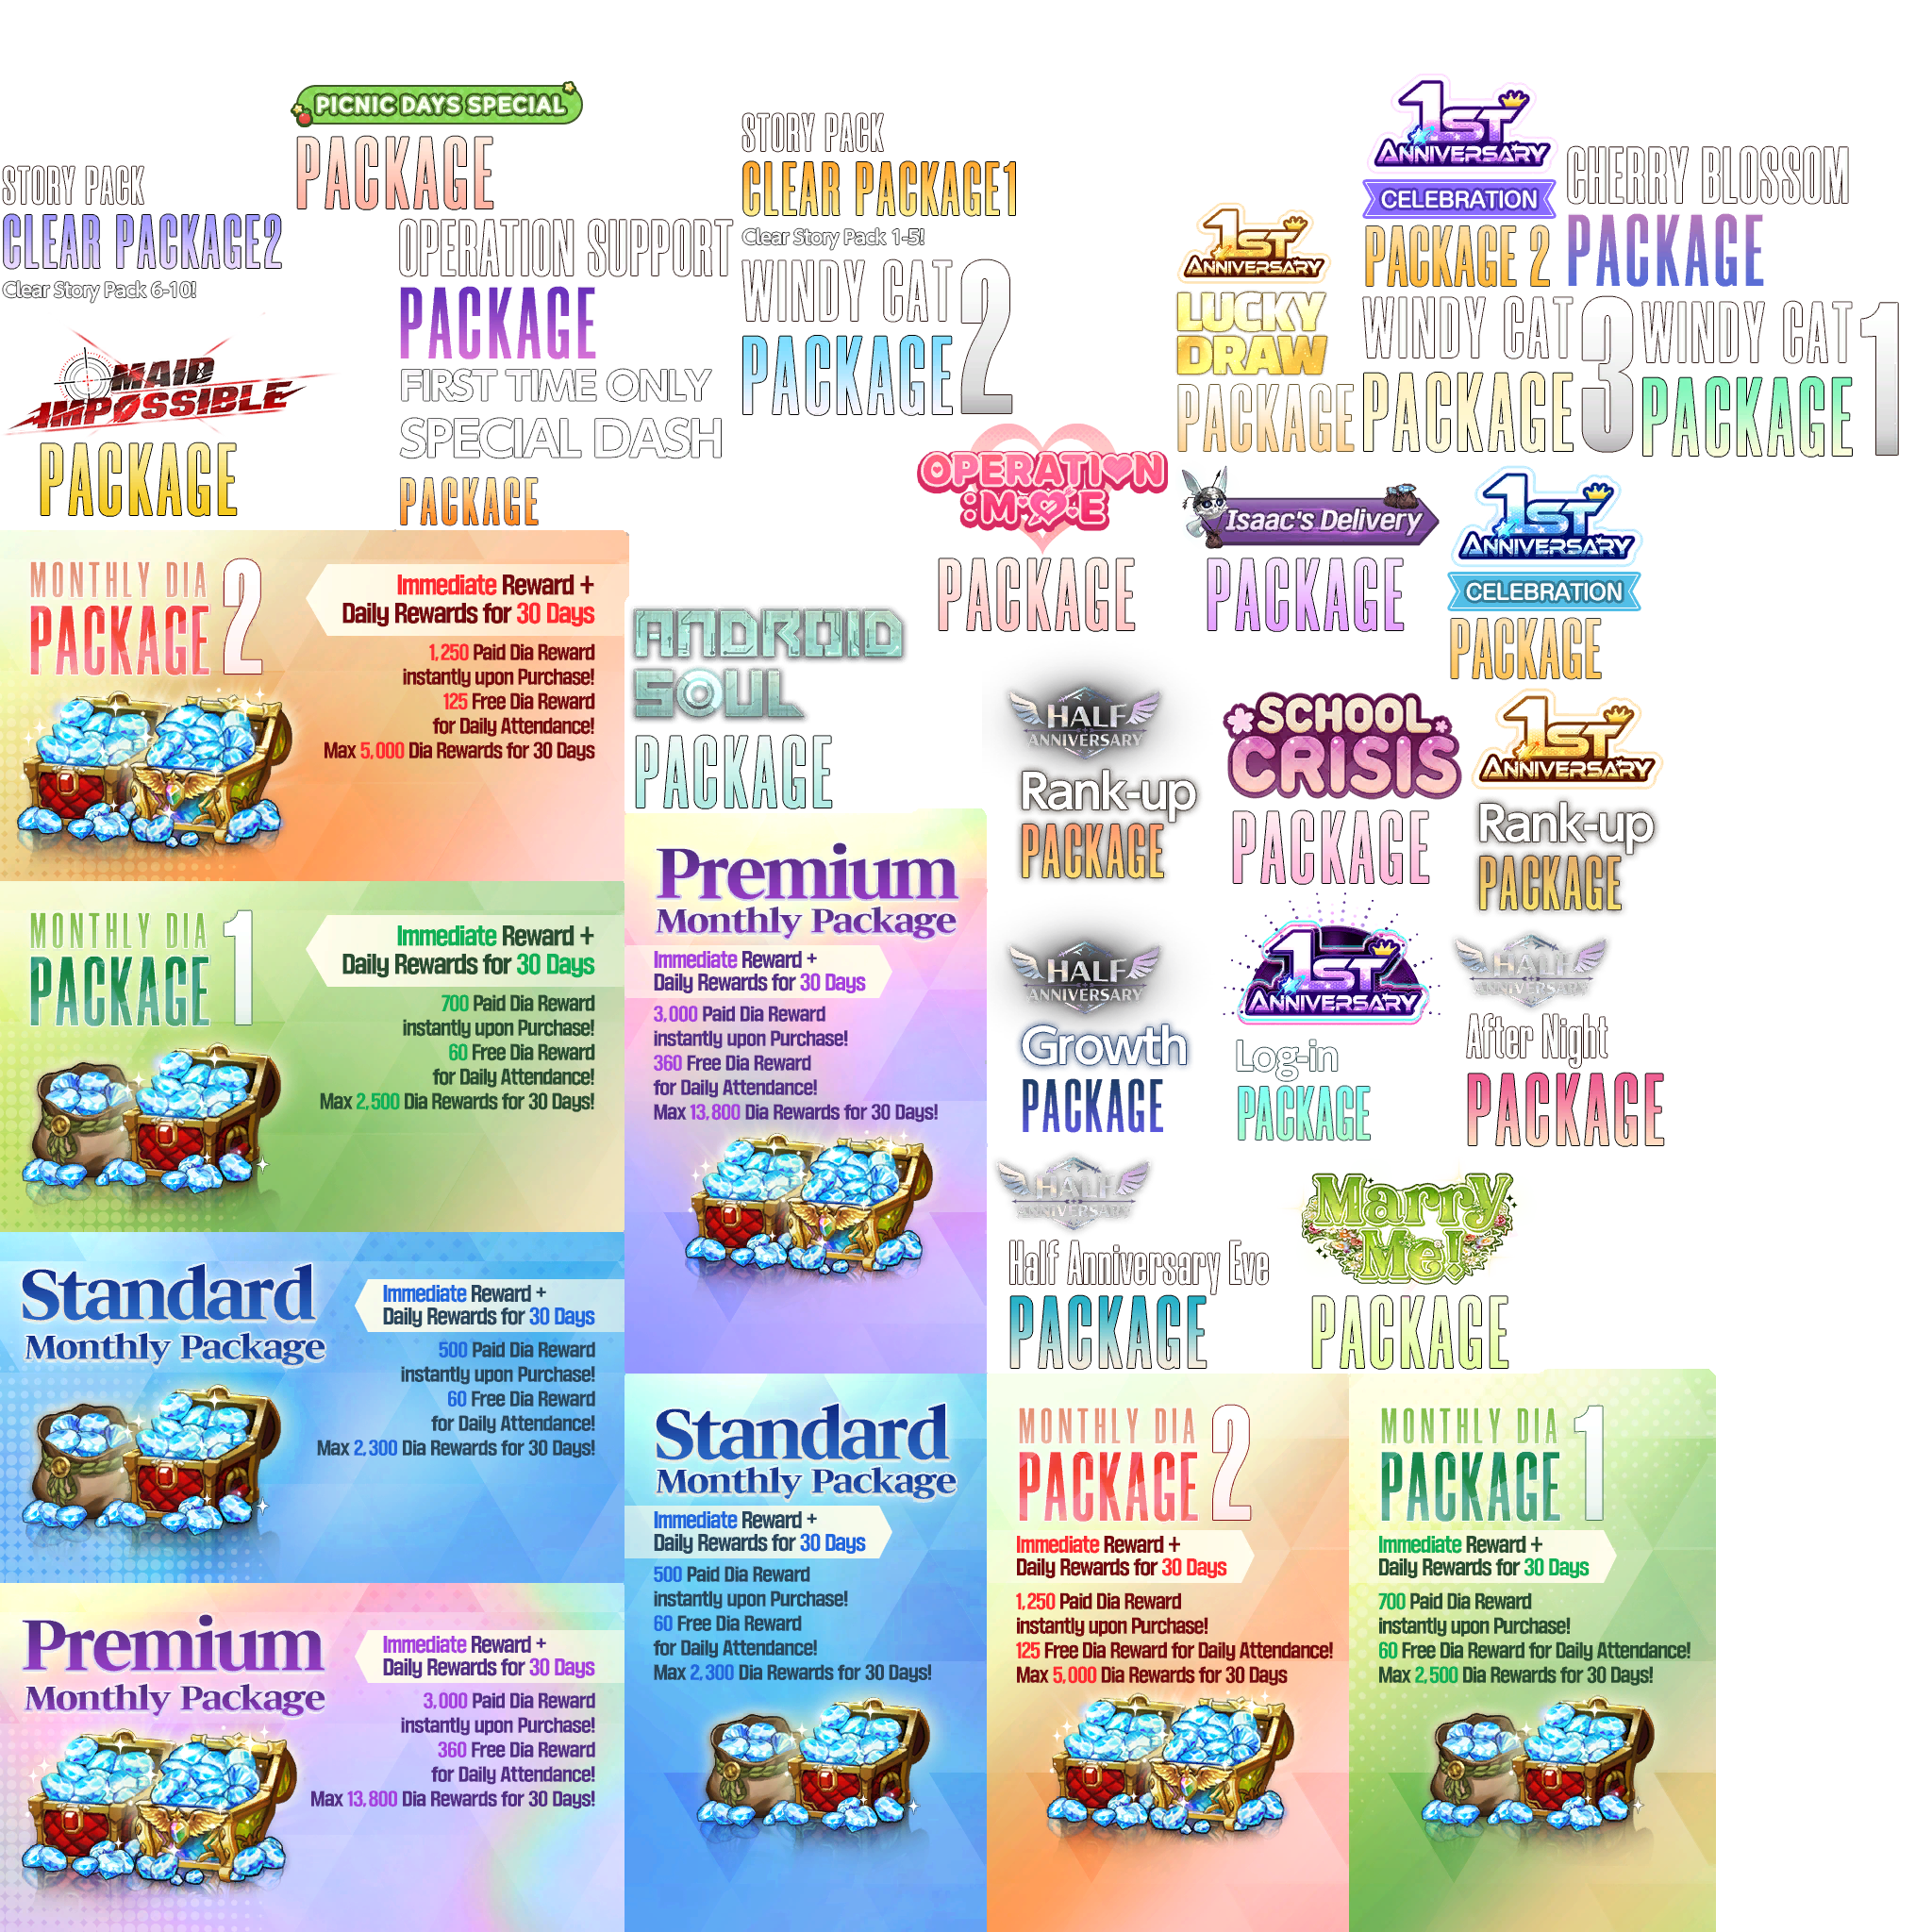 PICNIC DAYS SPECIAL
PACKAGE
STORY PACK
CLEAR PACKAGE2
Clear Story Pack 6-10!
STORY PACK
CLEAR PACKAGE1
Clear Story Pack 1-5!
OPERATION SUPPORT
PACKAGE
FIRST TIME ONLY
SPECIAL DASH
PACKAGE
WINDY CAT
PACKAGE
2
1ST
ANNIVERSARY
LUCKY
DRAW
PACKAGE
1ST
ANNIVERSARY
CELEBRATION
PACKAGE 2
CHERRY BLOSSOM
PACKAGE
WINDY CAT
PACKAGE
3
WINDY CAT
PACKAGE
1
MAID
IMPOSSIBLE
PACKAGE
OPERATION
:MOE
PACKAGE
Isaac's Delivery
PACKAGE
1ST
ANNIVERSARY
CELEBRATION
PACKAGE
MONTHLY DIA
PACKAGE 2
Immediate Reward +
Daily Rewards for 30 Days
1,250 Paid Dia Reward
instantly upon Purchase!
125 Free Dia Reward
for Daily Attendance!
Max 5,000 Dia Rewards for 30 Days
ANDROID
SOUL
PACKAGE
HALF
ANNIVERSARY
Rank-up
PACKAGE
SCHOOL
CRISIS
PACKAGE
1ST
ANNIVERSARY
Rank-up
PACKAGE
MONTHLY DIA
PACKAGE 1
Immediate Reward +
Daily Rewards for 30 Days
700 Paid Dia Reward
instantly upon Purchase!
60 Free Dia Reward
for Daily Attendance!
Max 2,500 Dia Rewards for 30 Days!
Premium
Monthly Package
Immediate Reward +
Daily Rewards for 30 Days
3,000 Paid Dia Reward
instantly upon Purchase!
360 Free Dia Reward
for Daily Attendance!
Max 13,800 Dia Rewards for 30 Days!
HALF
ANNIVERSARY
Growth
PACKAGE
1ST
ANNIVERSARY
Log-in
PACKAGE
HALF
ANNIVERSARY
After Night
PACKAGE
HALF
ANNIVERSARY
Half Anniversary Eve
PACKAGE
Marry
Me!
PACKAGE
Standard
Monthly Package
Immediate Reward +
Daily Rewards for 30 Days
500 Paid Dia Reward
instantly upon Purchase!
60 Free Dia Reward
for Daily Attendance!
Max 2,300 Dia Rewards for 30 Days!
Premium
Monthly Package
Immediate Reward +
Daily Rewards for 30 Days
3,000 Paid Dia Reward
instantly upon Purchase!
360 Free Dia Reward
for Daily Attendance!
Max 13,800 Dia Rewards for 30 Days!
Standard
Monthly Package
Immediate Reward +
Daily Rewards for 30 Days
500 Paid Dia Reward
instantly upon Purchase!
60 Free Dia Reward
for Daily Attendance!
Max 2,300 Dia Rewards for 30 Days!
MONTHLY DIA
PACKAGE 2
Immediate Reward +
Daily Rewards for 30 Days
1,250 Paid Dia Reward
instantly upon Purchase!
125 Free Dia Reward for Daily Attendance!
Max 5,000 Dia Rewards for 30 Days
MONTHLY DIA
PACKAGE 1
Immediate Reward +
Daily Rewards for 30 Days
700 Paid Dia Reward
instantly upon Purchase!
60 Free Dia Reward for Daily Attendance!
Max 2,500 Dia Rewards for 30 Days!